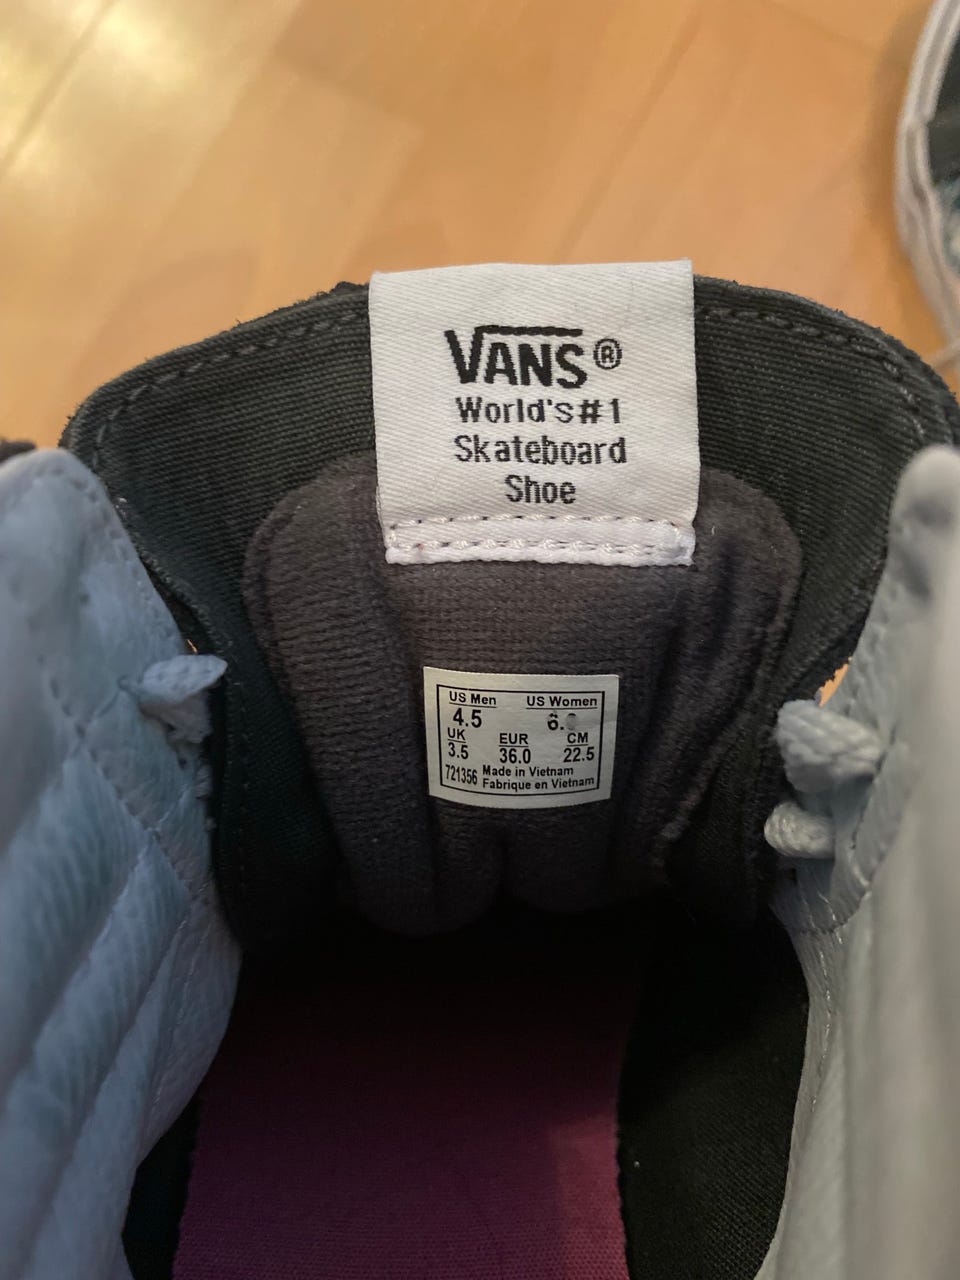 VANS®
World's #1
Skateboard
Shoe
US Men US Women
4.5
UK EUR CM
3.5 36.0 22.5
721356 Made in Vietnam
Fabrique en Vietnam